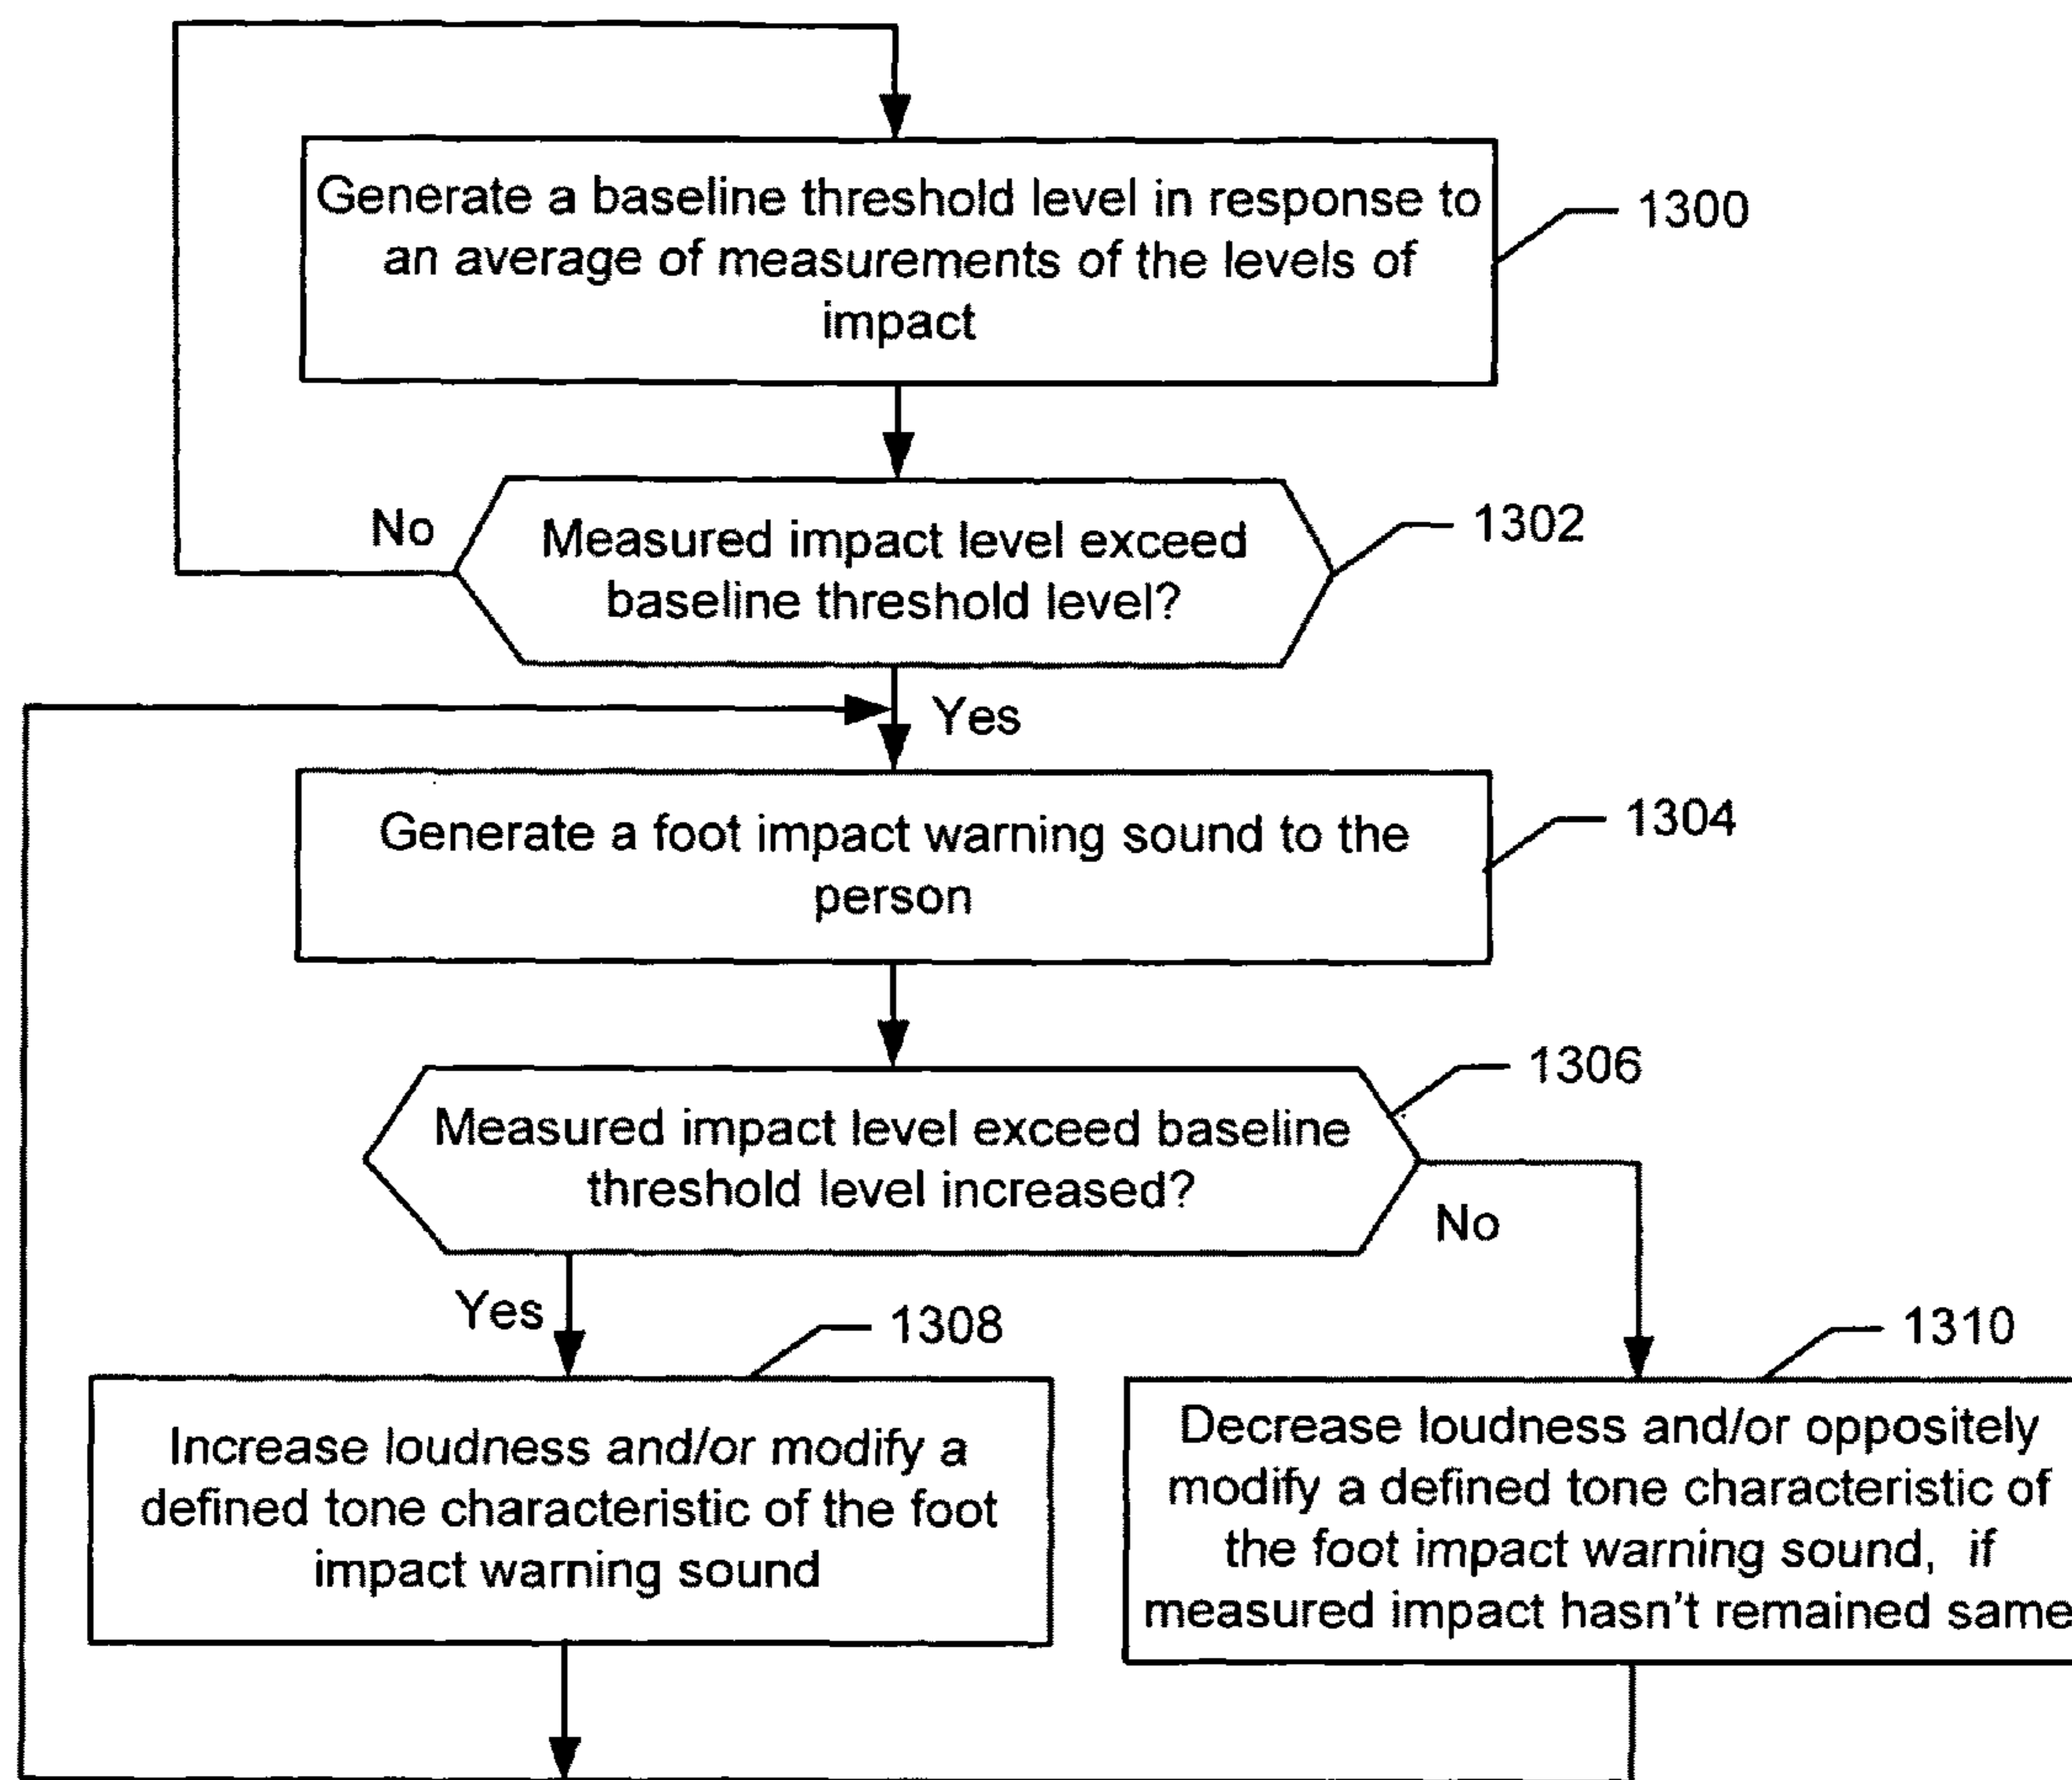 Generate a baseline threshold level in response to
an average of measurements of the levels of
impact
1300
No
Measured impact level exceed
baseline threshold level?
1302
Yes
Generate a foot impact warning sound to the
person
1304
Measured impact level exceed baseline
threshold level increased?
1306
No
Yes
1308
1310
Increase loudness and/or modify a
defined tone characteristic of the foot
impact warning sound
Decrease loudness and/or oppositely
modify a defined tone characteristic of
the foot impact warning sound, if
measured impact hasn't remained same